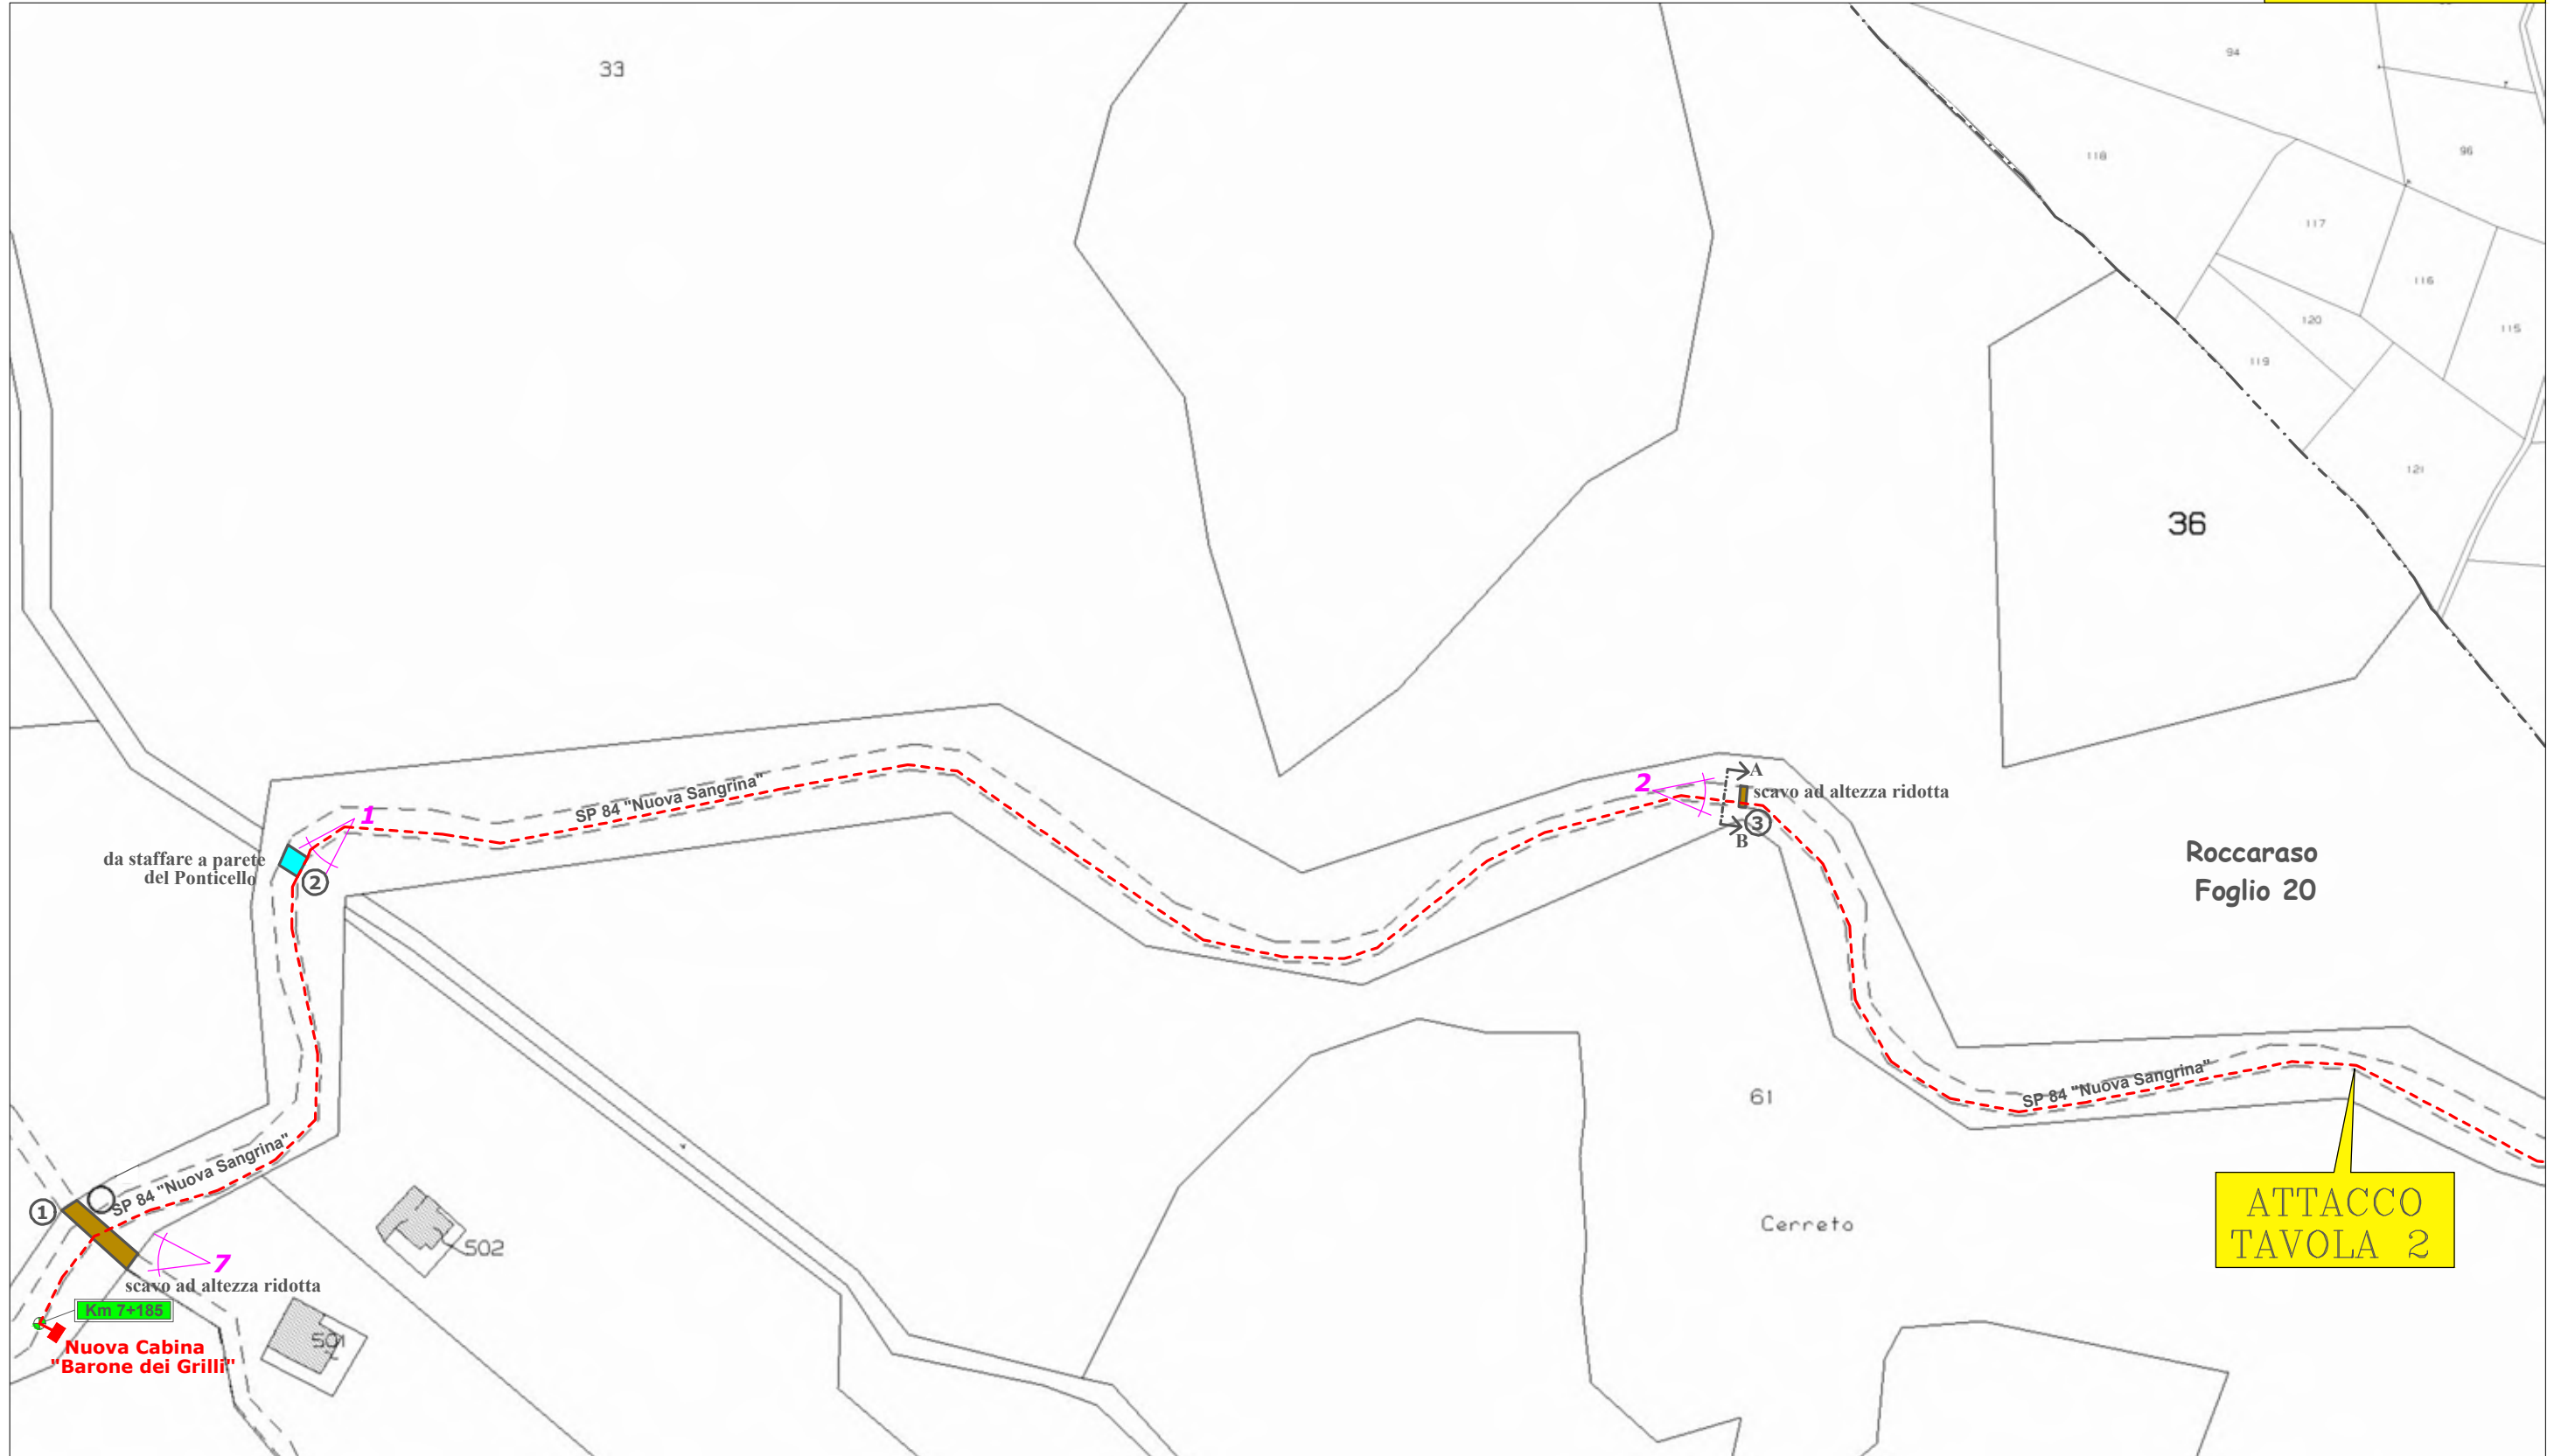 33
94
96
118
117
116
115
120
119
121
36
SP 84 "Nuova Sangrina"
1
da staffare a parete
del Ponticello
2
2
A
scavo ad altezza ridotta
3
B
Roccaraso
Foglio 20
61
SP 84 "Nuova Sangrina"
SP 84 "Nuova Sangrina"
1
ATTACCO
TAVOLA 2
Cerreto
502
7
scavo ad altezza ridotta
Km 7+185
501
Nuova Cabina
"Barone dei Grilli"